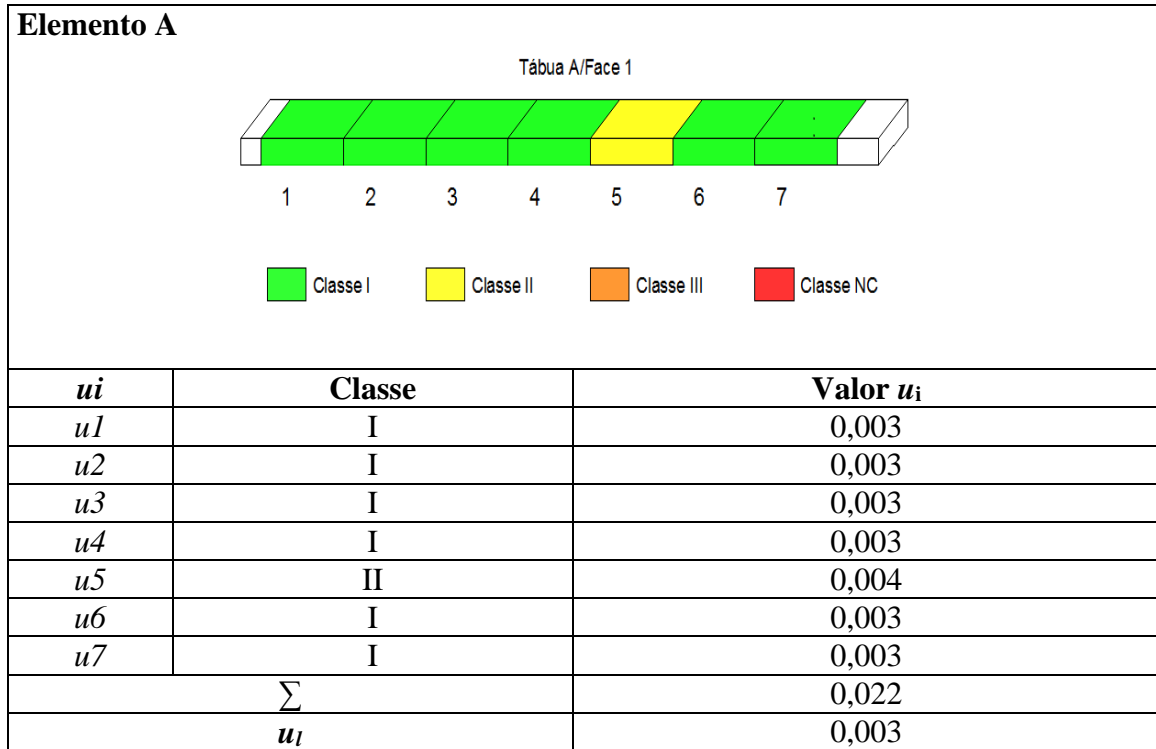 Elemento A
Tábua A/Face 1
1 2 3 4 5 6 7
Classe I Classe II Classe III Classe NC
ui Classe Valor ui
u1 I 0,003
u2 I 0,003
u3 I 0,003
u4 I 0,003
u5 II 0,004
u6 I 0,003
u7 I 0,003
∑ 0,022
ul 0,003